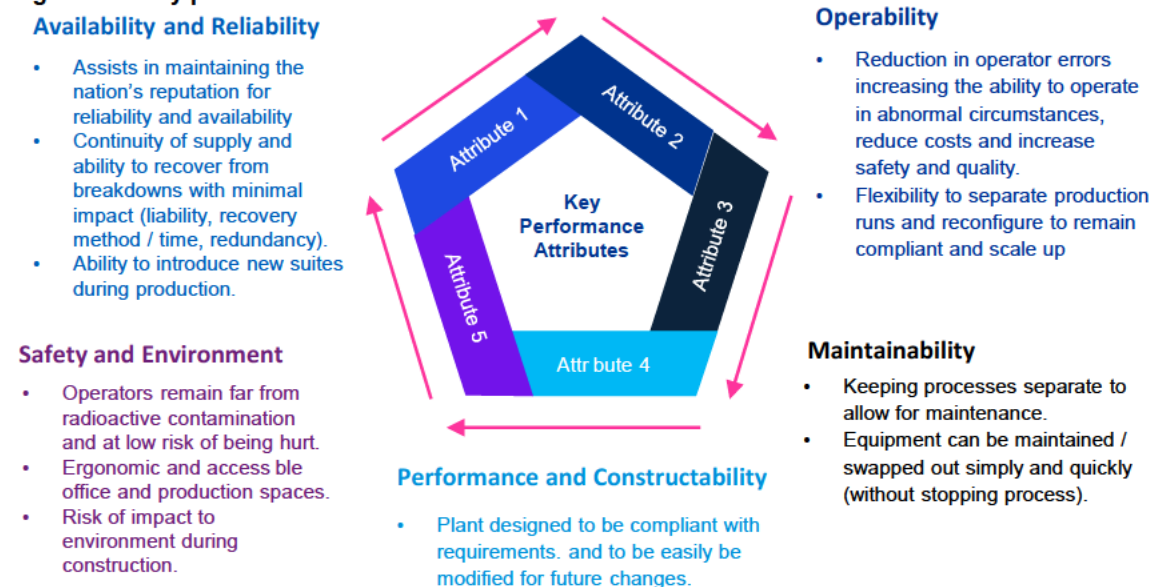 Availability and Reliability
• Assists in maintaining the
nation's reputation for
reliability and availability
• Continuity of supply and
ability to recover from
breakdowns with minimal
impact (liability, recovery
method / time, redundancy).
• Ability to introduce new suites
during production.
Operability
• Reduction in operator errors
increasing the ability to operate
in abnormal circumstances,
reduce costs and increase
safety and quality.
• Flexibility to separate production
runs and reconfigure to remain
compliant and scale up
Attribute 1
Attribute 2
Attribute 3
Attr bute 4
Attribute 5
Key
Performance
Attributes
Safety and Environment
• Operators remain far from
radioactive contamination
and at low risk of being hurt.
• Ergonomic and access ble
office and production spaces.
• Risk of impact to
environment during
construction.
Maintainability
• Keeping processes separate to
allow for maintenance.
• Equipment can be maintained /
swapped out simply and quickly
(without stopping process).
Performance and Constructability
• Plant designed to be compliant with
requirements. and to be easily be
modified for future changes.